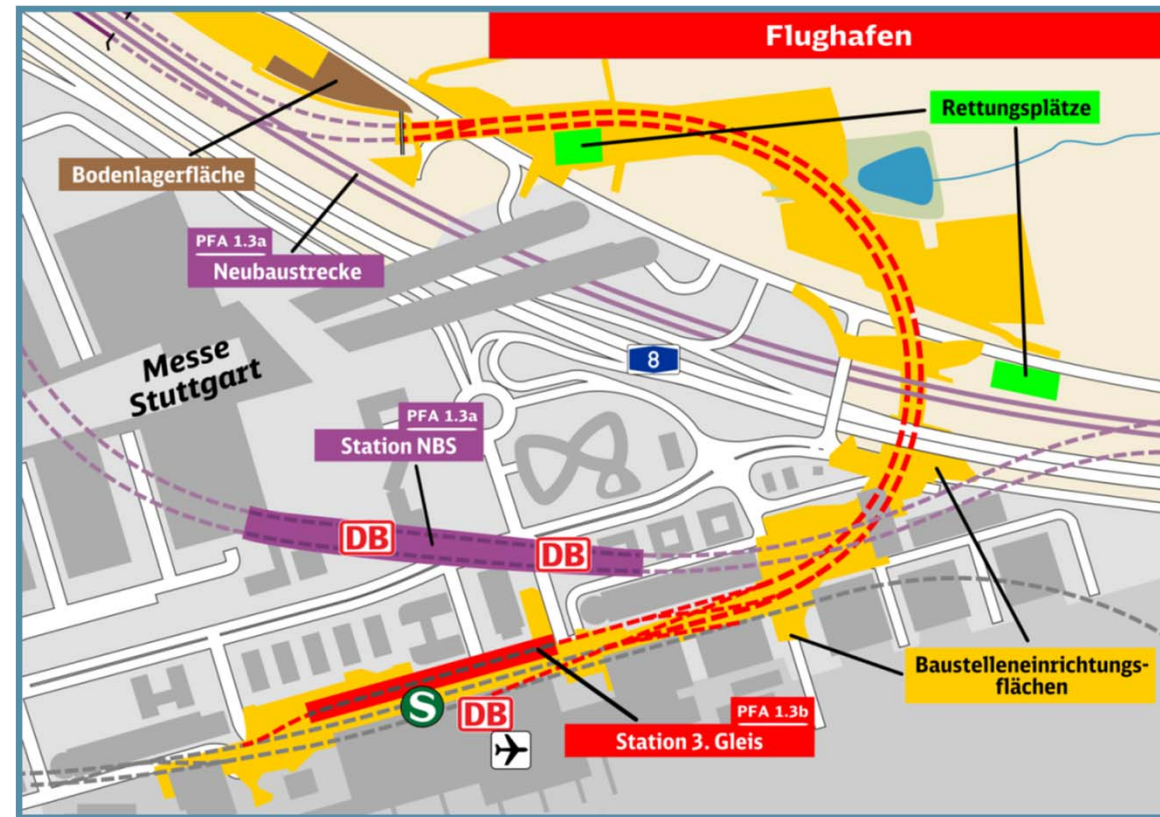 Flughafen
Rettungsplätze
Bodenlagerfläche
PFA 1.3a
Neubaustrecke
Messe
Stuttgart
8
PFA 1.3a
Station NBS
DB
DB
Baustelleneinrichtungs-
flächen
S
DB
PFA 1.3b
Station 3. Gleis